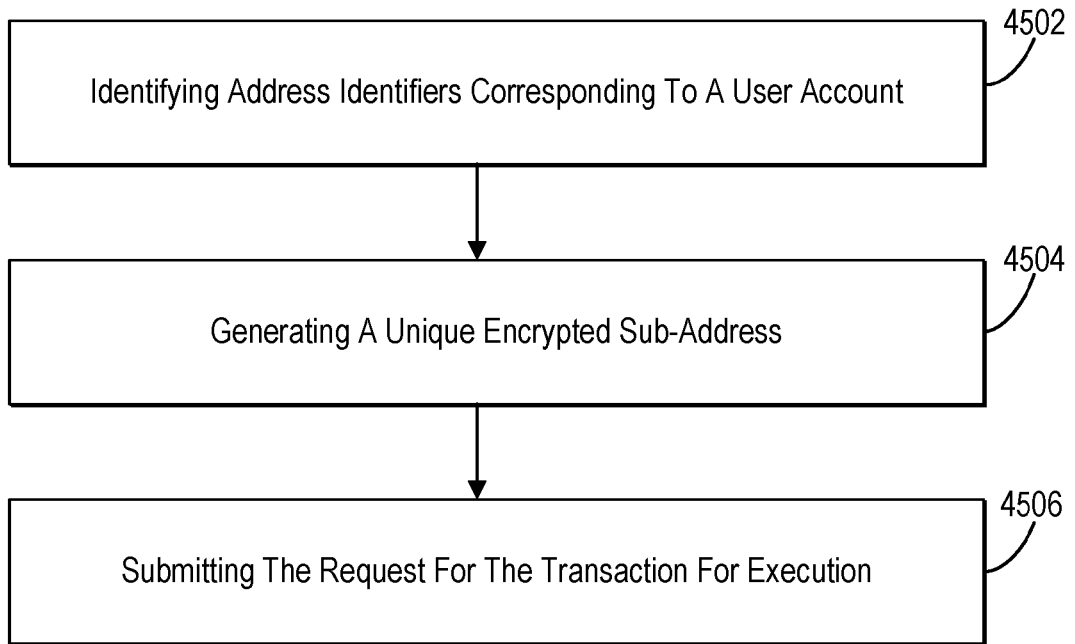 4502
Identifying Address Identifiers Corresponding To A User Account
4504
Generating A Unique Encrypted Sub-Address
4506
Submitting The Request For The Transaction For Execution